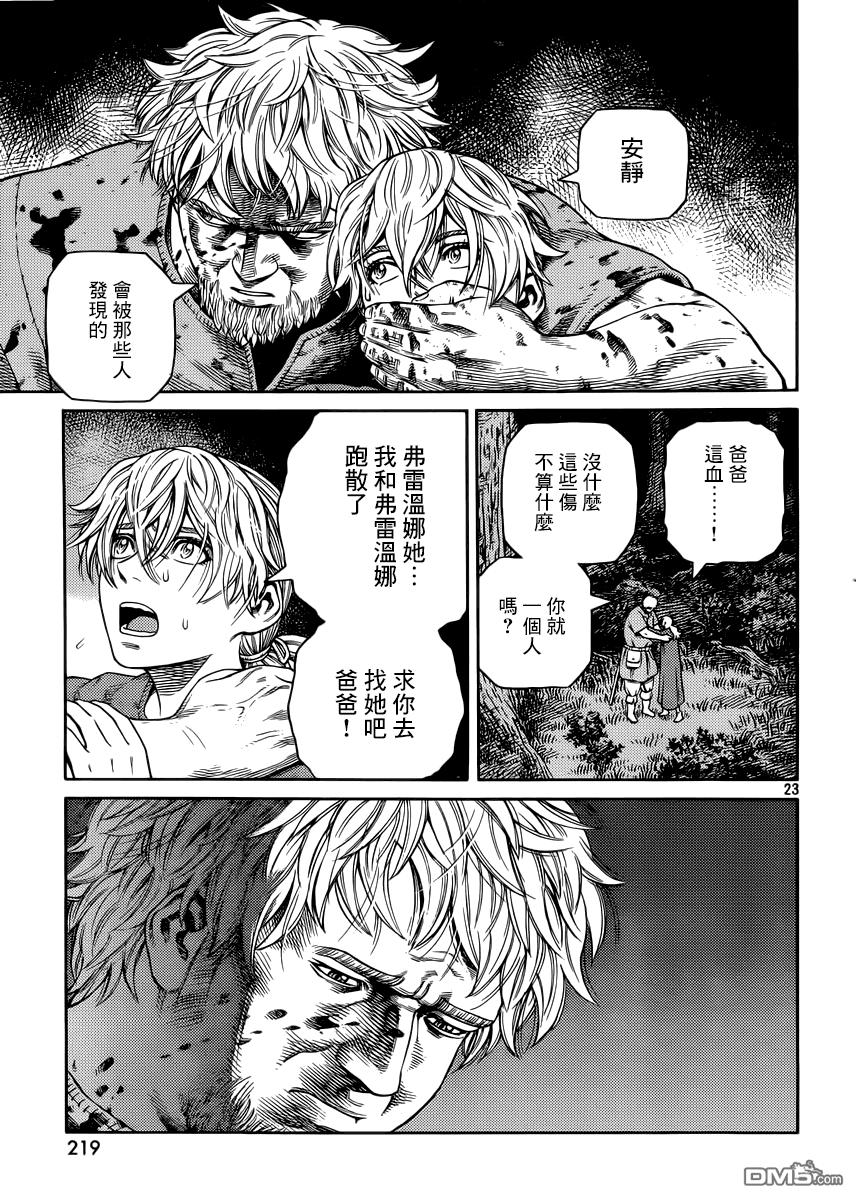 安靜
會被那些人
發現的
爸爸
這血……！
沒什麼
這些傷
不算什麼
你就
一個人
嗎？
弗雷溫娜她…
我和弗雷溫娜
跑散了
求你去
找她吧
爸爸！
23
219
DM5.com